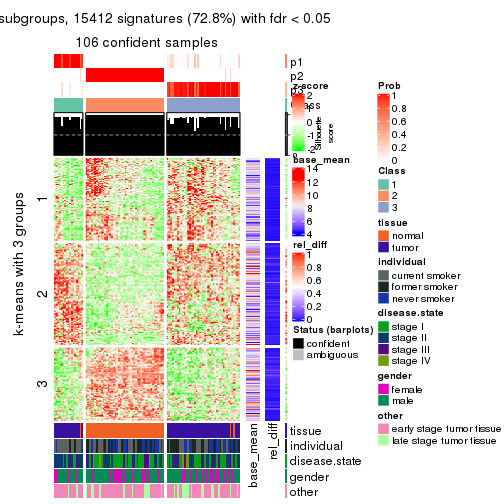 subgroups, 15412 signatures (72.8%) with fdr < 0.05
106 confident samples
p1
p2
p3
Class
Silhouette
score
k-means with 3 groups
1
2
3
z-score
2
base_mean
14
12
10
8
6
4
rel_diff
1
0.8
0.6
0.4
0.2
0
Status (barplots)
confident
ambiguous
base_mean
rel_diff
tissue
individual
disease.state
gender
other
Prob
1
0.8
0.6
0.4
0.2
0
Class
1
2
3
tissue
normal
tumor
individual
current smoker
former smoker
never smoker
disease.state
stage I
stage II
stage III
stage IV
gender
female
male
other
early stage tumor tissue
late stage tumor tissue